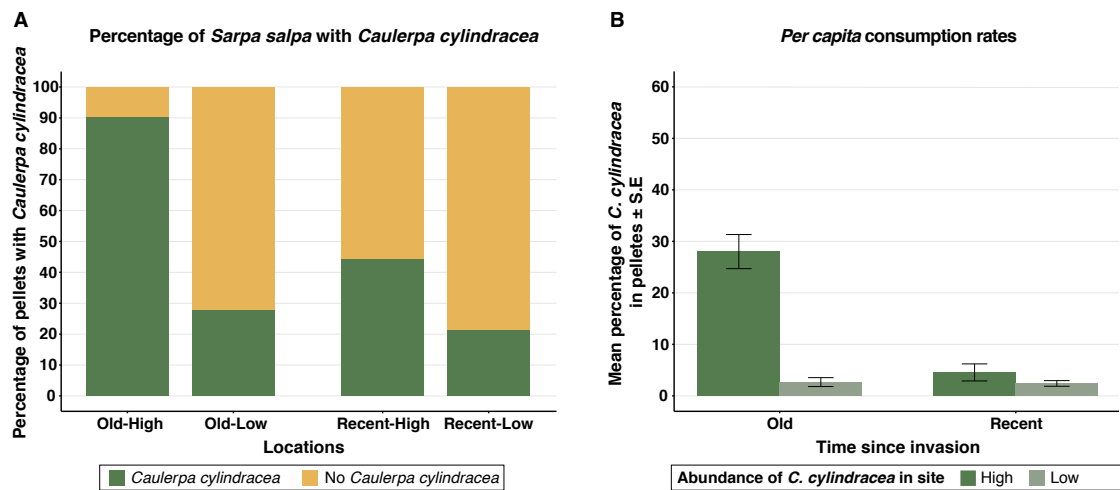 A
Percentage of Sarpa salpa with Caulerpa cylindracea
Percentage of pellets with Caulerpa cylindracea
100
90
80
70
60
50
40
30
20
10
0
Old-High Old-Low Recent-High Recent-Low
Locations
Caulerpa cylindracea No Caulerpa cylindracea
B
Per capita consumption rates
Mean percentage of C. cylindracea
in pelletes ± S.E
60
50
40
30
20
10
0
Old Recent
Time since invasion
Abundance of C. cylindracea in site High Low